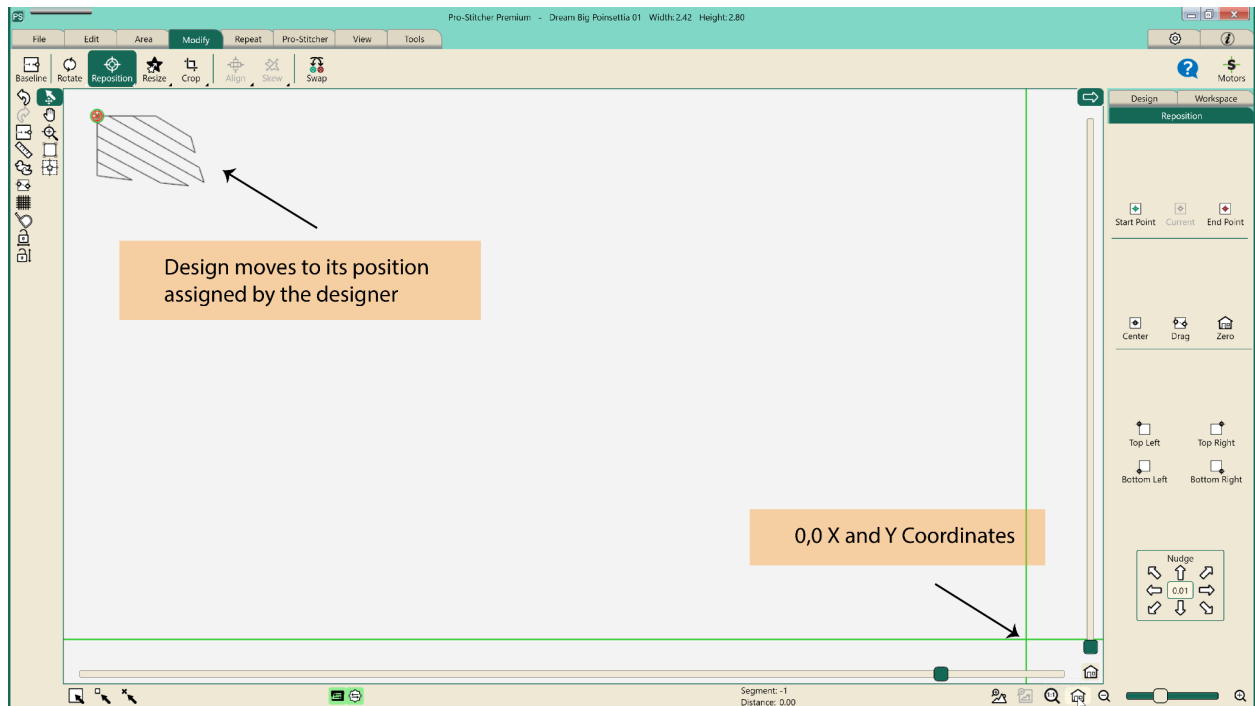 PS
Pro-Stitcher Premium - Dream Big Poinsettia 01 Width: 2.42 Height: 2.80
File Edit Area Modify Repeat Pro-Stitcher View Tools
Baseline Rotate Reposition Resize Crop Align Skew Swap
S
Motors
Design Workspace
Reposition
Start Point Current End Point
Design moves to its position
assigned by the designer
Center Drag Zero
Top Left Top Right
Bottom Left Bottom Right
0,0 X and Y Coordinates
Nudge
0.01
Segment: -1
Distance: 0.00
1:1